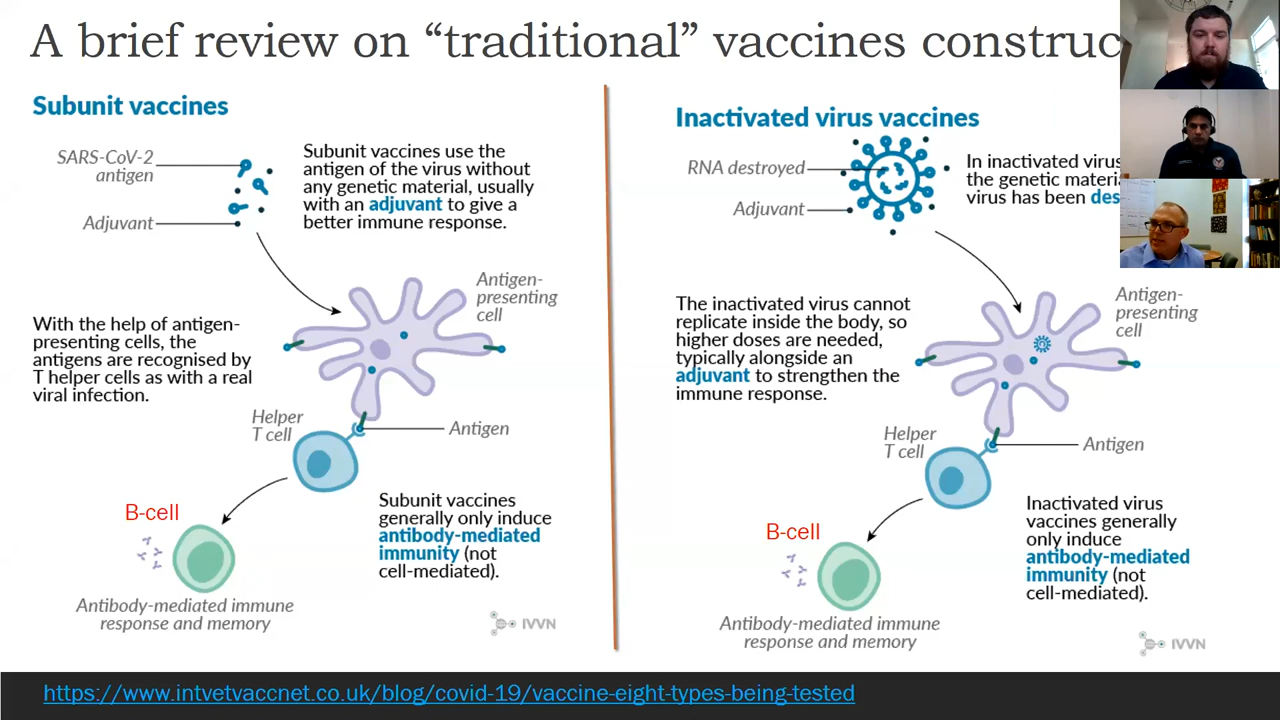 A brief review on “traditional” vaccines construc
Subunit vaccines
SARS-CoV-2
antigen
Adjuvant
Subunit vaccines use the
antigen of the virus without
any genetic material, usually
with an adjuvant to give a
better immune response.
Antigen-
presenting
cell
With the help of antigen-
presenting cells, the
antigens are recognised by
T helper cells as with a real
viral infection.
Helper
T cell
Antigen
B-cell
Subunit vaccines
generally only induce
antibody-mediated
immunity (not
cell-mediated).
Antibody-mediated immune
response and memory
IVVN
Inactivated virus vaccines
RNA destroyed
Adjuvant
In inactivated virus
the genetic materia
virus has been des
Antigen-
presenting
cell
The inactivated virus cannot
replicate inside the body, so
higher doses are needed,
typically alongside an
adjuvant to strengthen the
immune response.
Helper
T cell
Antigen
B-cell
Inactivated virus
vaccines generally
only induce
antibody-mediated
immunity (not
cell-mediated).
Antibody-mediated immune
response and memory
IVVN
https://www.intvetvaccnet.co.uk/blog/covid-19/vaccine-eight-types-being-tested